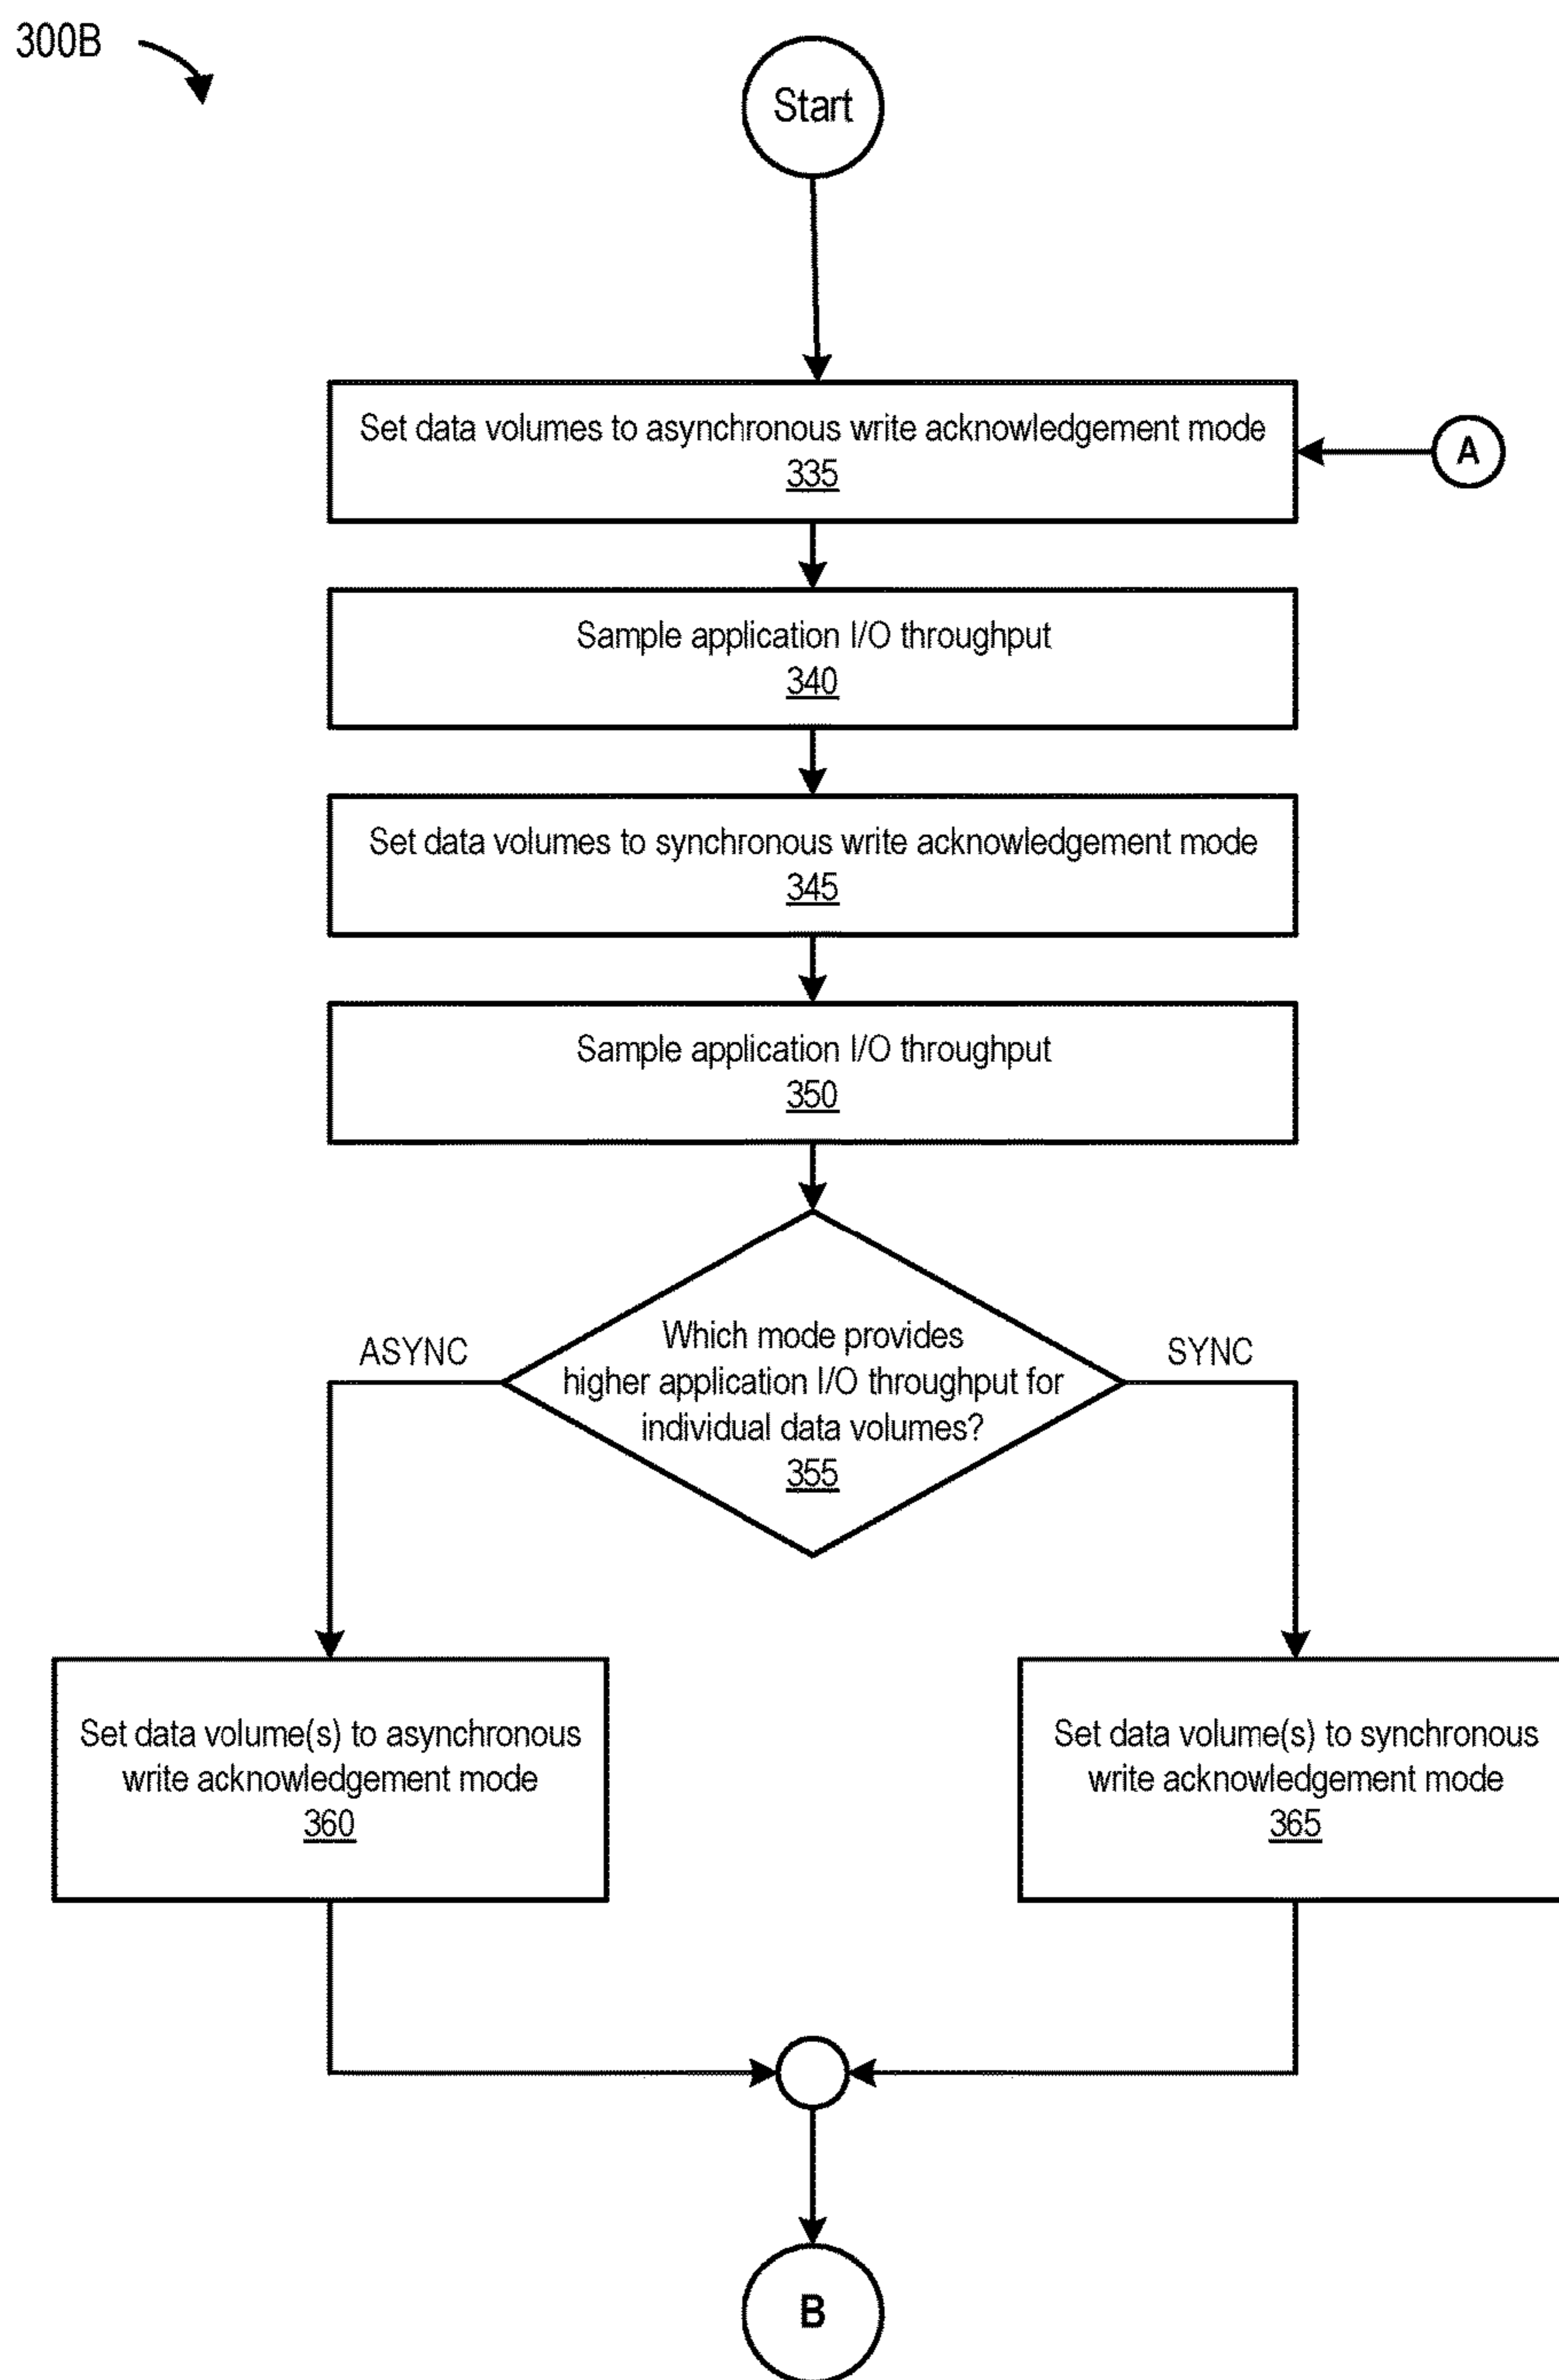 300B
Start
Set data volumes to asynchronous write acknowledgement mode
335
A
Sample application I/O throughput
340
Set data volumes to synchronous write acknowledgement mode
345
Sample application I/O throughput
350
Which mode provides
higher application I/O throughput for
individual data volumes?
355
ASYNC
SYNC
Set data volume(s) to asynchronous
write acknowledgement mode
360
Set data volume(s) to synchronous
write acknowledgement mode
365
B